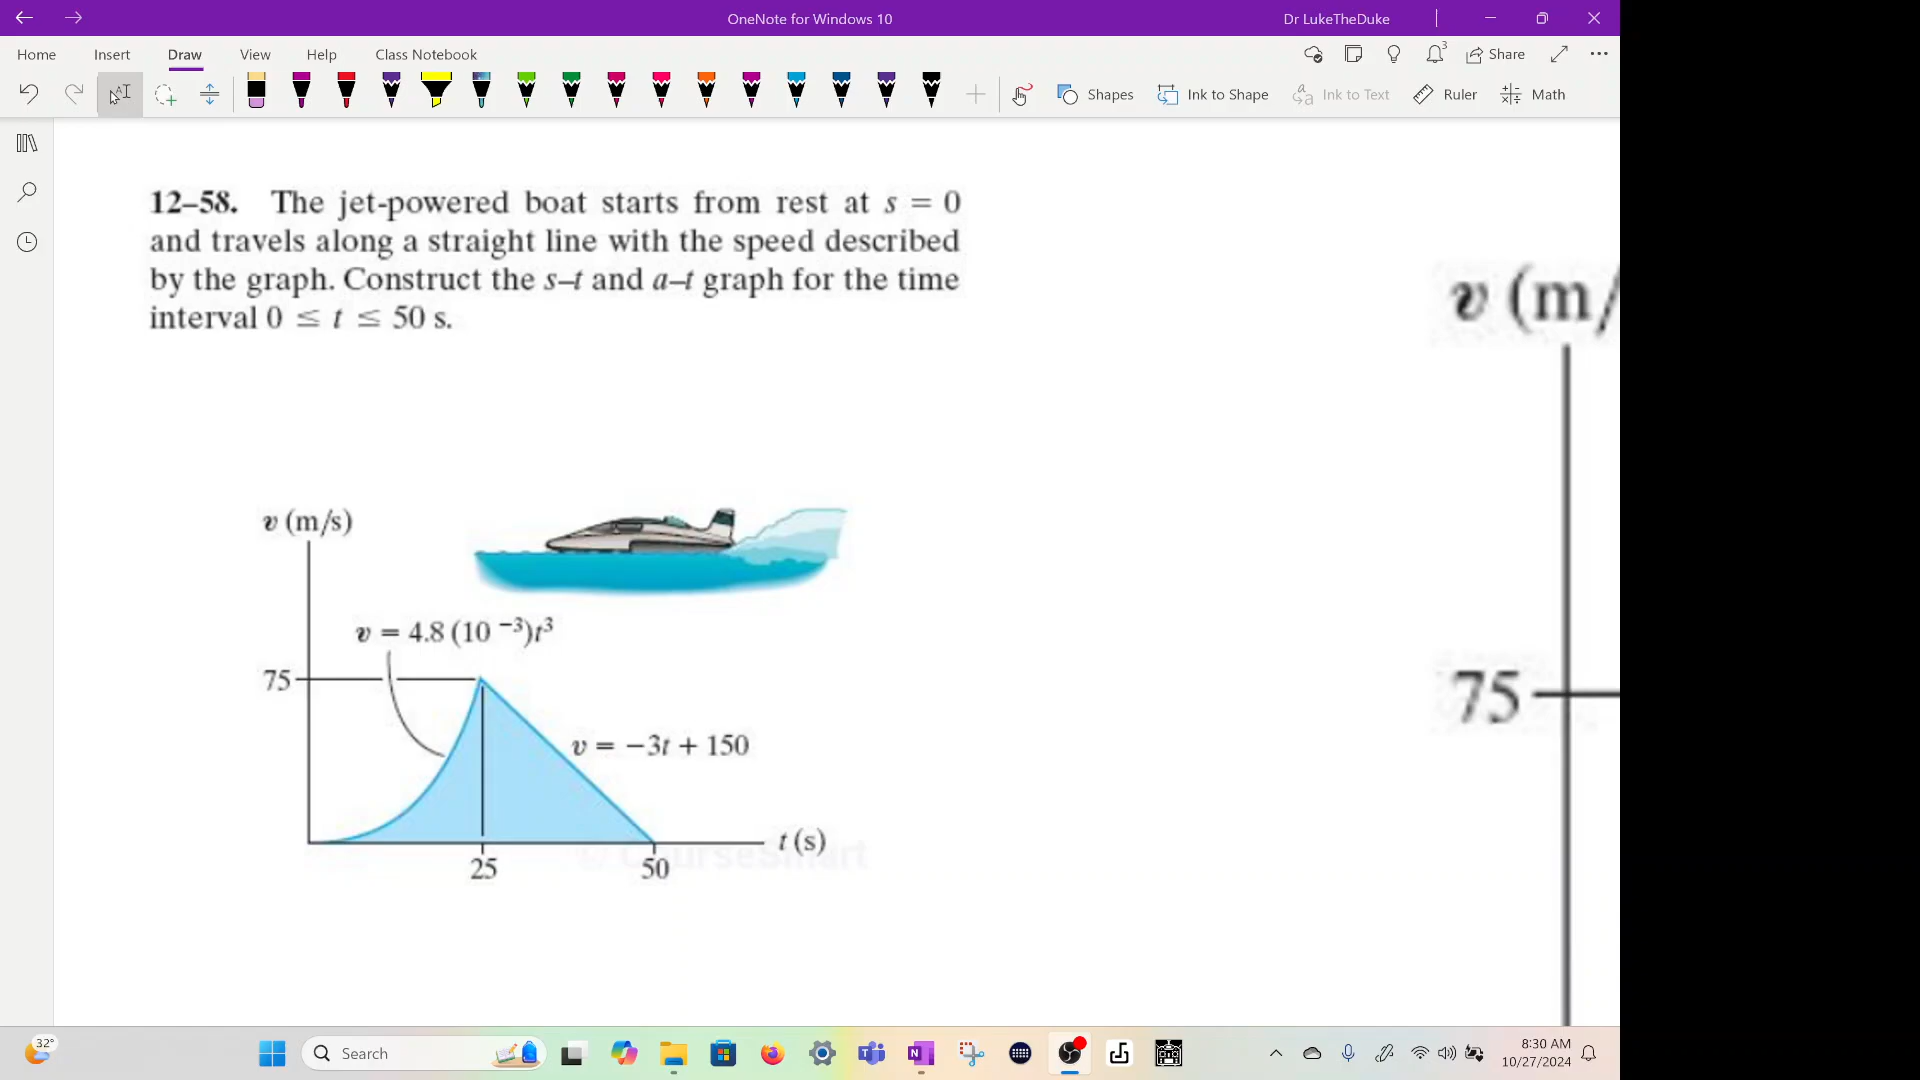 OneNote for Windows 10
Dr LukeTheDuke
Home Insert Draw View Help Class Notebook
3
Share
Shapes Ink to Shape Ink to Text Ruler Math
12–58. The jet-powered boat starts from rest at s = 0
and travels along a straight line with the speed described
by the graph. Construct the s–t and a–t graph for the time
interval 0 ≤ t ≤ 50 s.
v (m/
v (m/s)
v = 4.8 (10 ⁻³)t³
75
75
v = −3t + 150
t (s)
CourseSmart
25
50
32°
Search
8:30 AM
10/27/2024